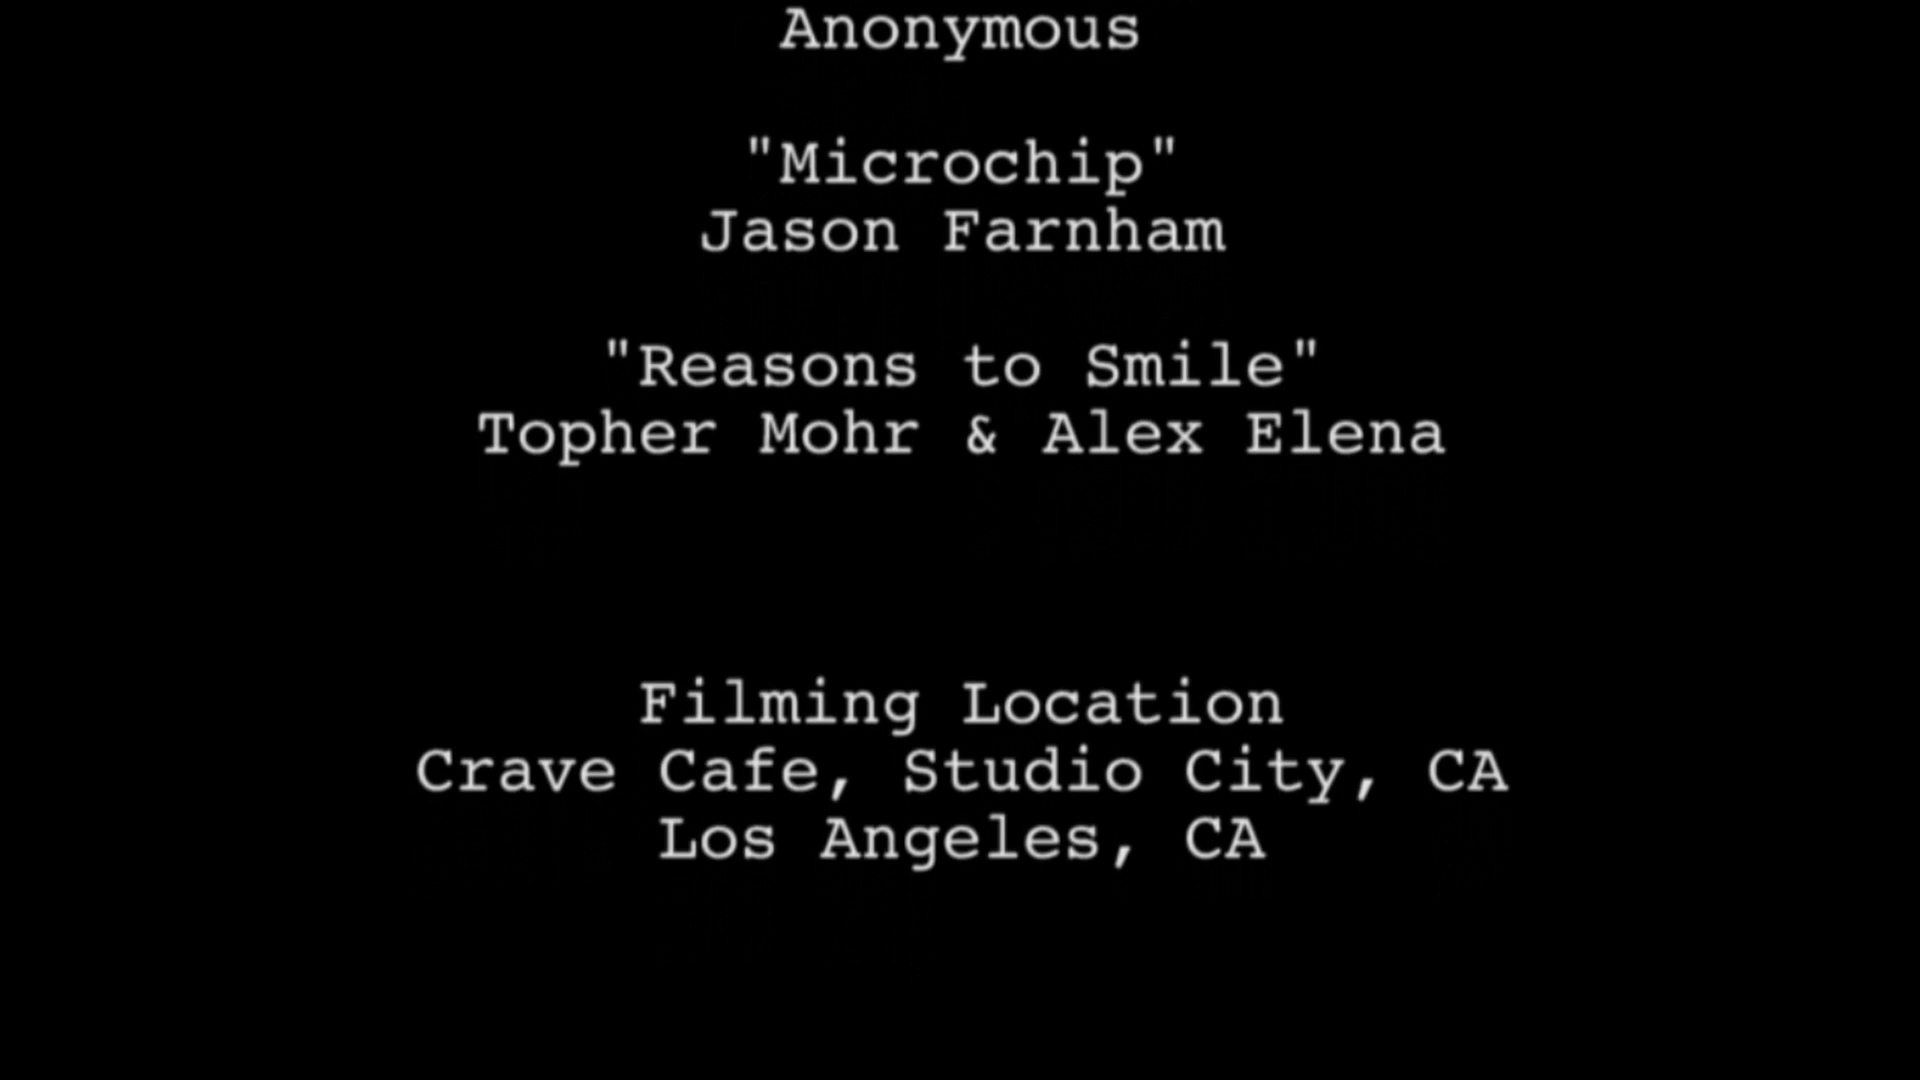 Anonymous
"Microchip"
Jason Farnham
"Reasons to Smile"
Topher Mohr & Alex Elena
Filming Location
Crave Cafe, Studio City, CA
Los Angeles, CA